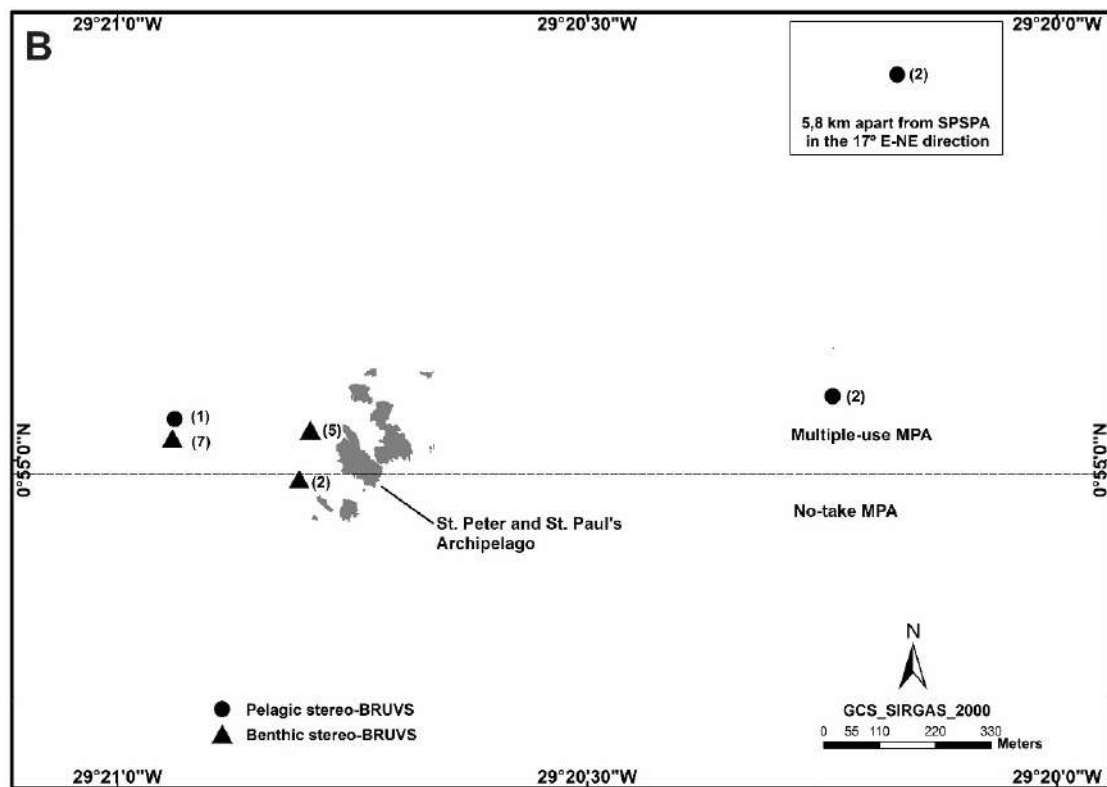 B
29°21'0"W
29°20'30"W
29°20'0"W
(2)
5,8 km apart from SPSPA
in the 17º E-NE direction
(1)
(7)
(5)
(2)
(2)
Multiple-use MPA
0°55'0"N
0°55'0"N
No-take MPA
St. Peter and St. Paul's
Archipelago
N
Pelagic stereo-BRUVS
Benthic stereo-BRUVS
GCS_SIRGAS_2000
0 55 110 220 330
Meters
29°21'0"W
29°20'30"W
29°20'0"W